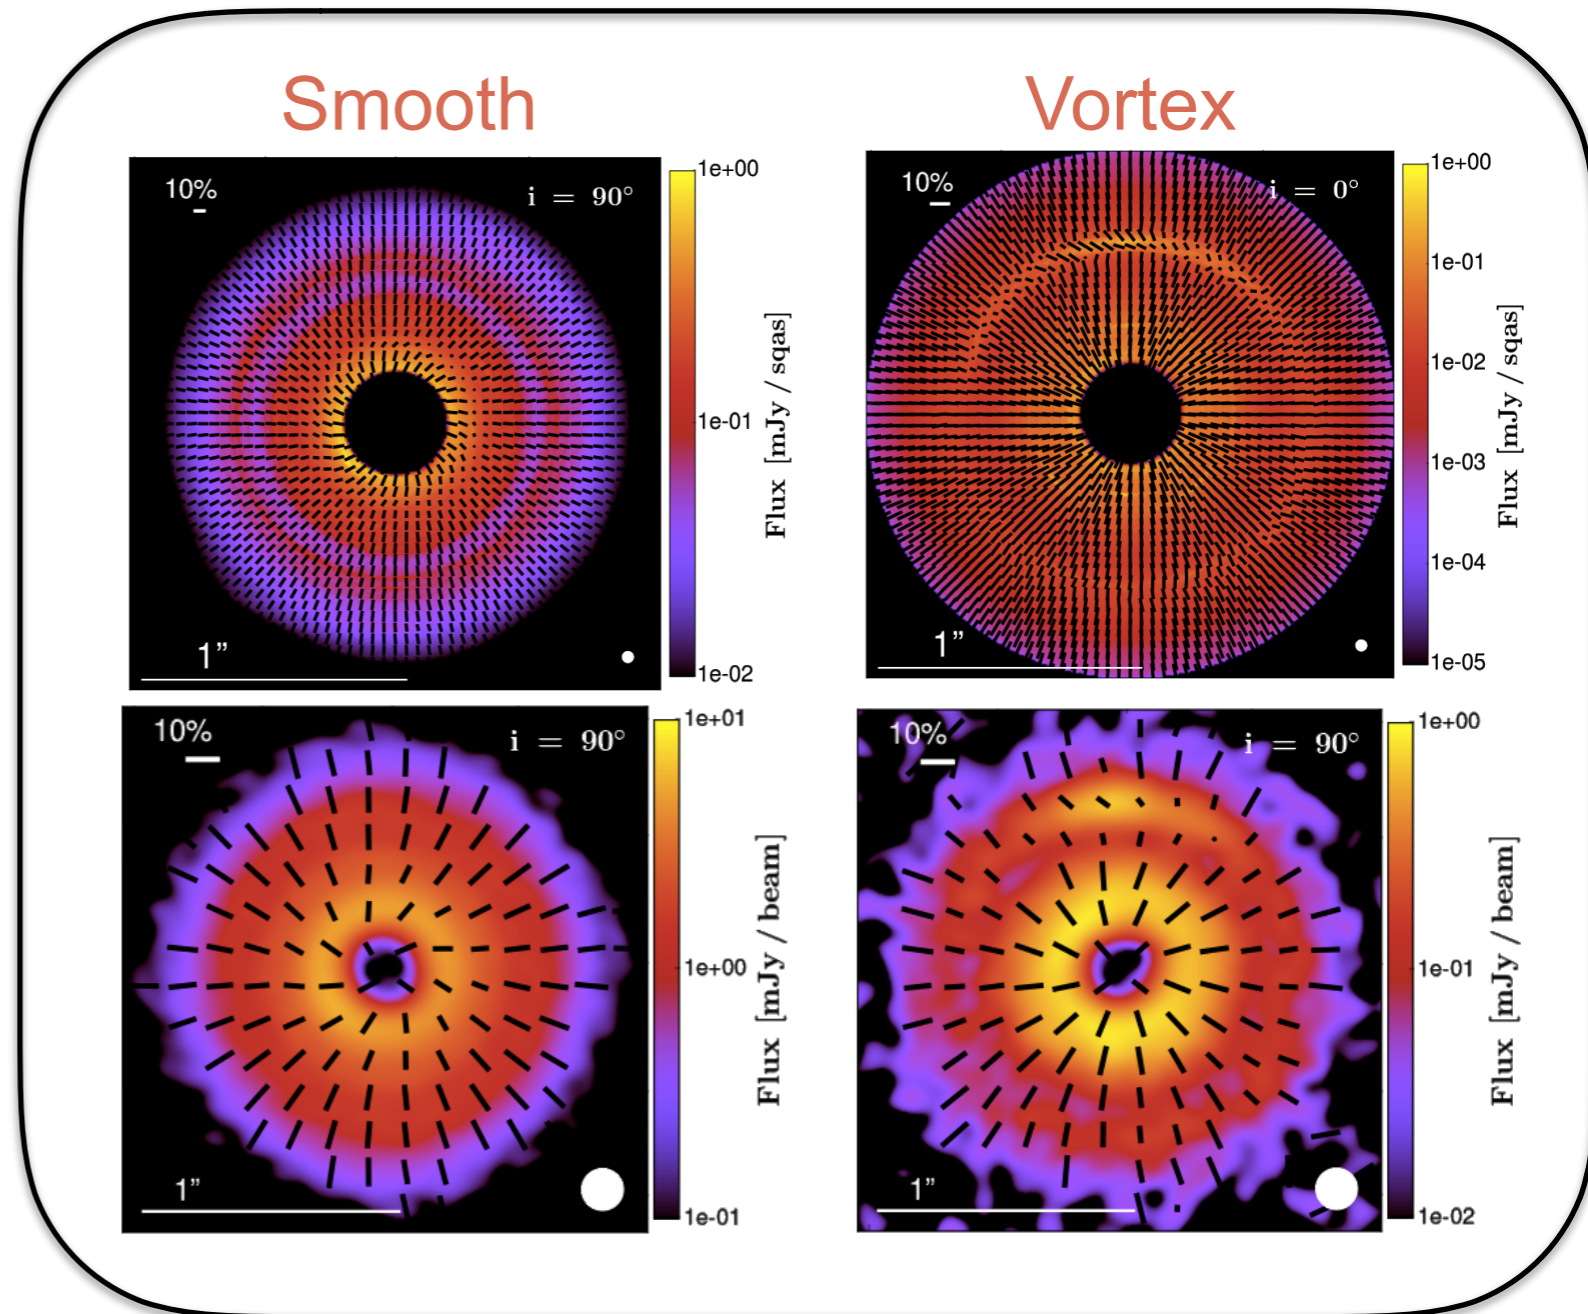 Smooth
Vortex
10%
i = 90°
1"
1e+00
1e-01
1e-02
Flux [mJy / sqas]
10%
i = 0°
1"
1e+00
1e-01
1e-02
1e-03
1e-04
1e-05
Flux [mJy / sqas]
10%
i = 90°
1"
1e+01
1e+00
1e-01
Flux [mJy / beam]
10%
i = 90°
1"
1e+00
1e-01
1e-02
Flux [mJy / beam]